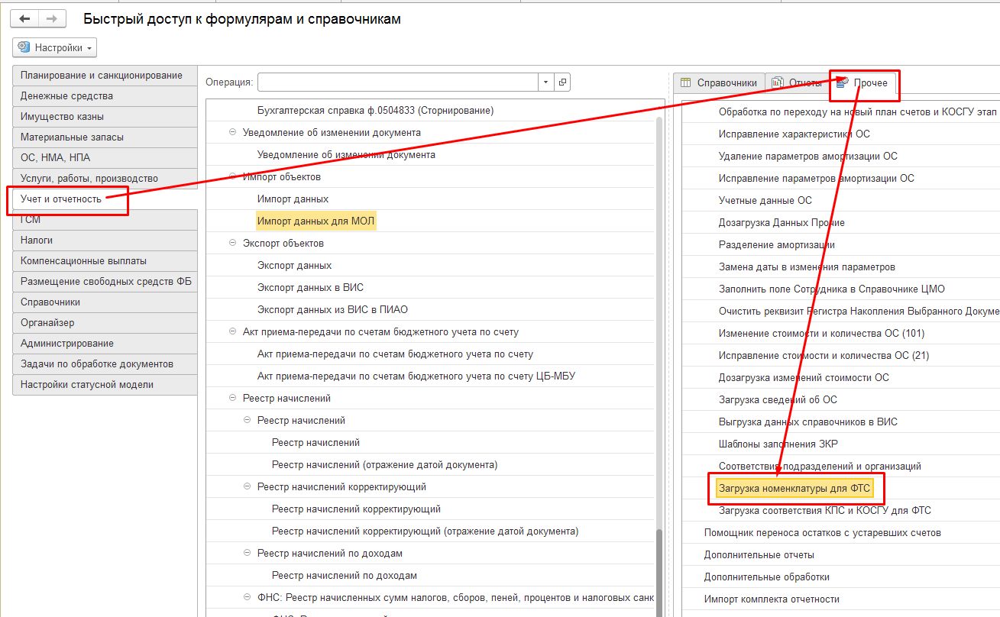 Быстрый доступ к формулярам и справочникам
Настройки
Планирование и санкционирование
Денежные средства
Имущество казны
Материальные запасы
ОС, НМА, НПА
Услуги, работы, производство
Учет и отчетность
ГСМ
Налоги
Компенсационные выплаты
Размещение свободных средств ФБ
Справочники
Органайзер
Администрирование
Задачи по обработке документов
Настройки статусной модели
Операция:
Бухгалтерская справка ф.0504833 (Сторнирование)
Уведомление об изменении документа
Уведомление об изменении документа
Импорт объектов
Импорт данных
Импорт данных для МОЛ
Экспорт объектов
Экспорт данных
Экспорт данных в ВИС
Экспорт данных из ВИС в ПИАО
Акт приема-передачи по счетам бюджетного учета по счету
Акт приема-передачи по счетам бюджетного учета по счету
Акт приема-передачи по счетам бюджетного учета по счету ЦБ-МБУ
Реестр начислений
Реестр начислений
Реестр начислений
Реестр начислений (отражение датой документа)
Реестр начислений корректирующий
Реестр начислений корректирующий
Реестр начислений корректирующий (отражение датой документа)
Реестр начислений по доходам
Реестр начислений по доходам
ФНС: Реестр начисленных сумм налогов, сборов, пеней, процентов и налоговых санк
Справочники
Отчеты
Прочее
Обработка по переходу на новый план счетов и КОСГУ этап
Исправление характеристики ОС
Удаление параметров амортизации ОС
Исправление параметров амортизации ОС
Учетные данные ОС
Дозагрузка Данных Прочие
Разделение амортизации
Замена даты в изменения параметров
Заполнить поле Сотрудника в Справочнике ЦМО
Очистить реквизит Регистра Накопления Выбранного Докуме
Изменение стоимости и количества ОС (101)
Исправление стоимости и количества ОС (21)
Дозагрузка изменений стоимости ОС
Загрузка сведений об ОС
Выгрузка данных справочников в ВИС
Шаблоны заполнения ЗКР
Соответствия подразделений и организаций
Загрузка номенклатуры для ФТС
Загрузка соответствия КПС и КОСГУ для ФТС
Помощник переноса остатков с устаревших счетов
Дополнительные отчеты
Дополнительные обработки
Импорт комплекта отчетности